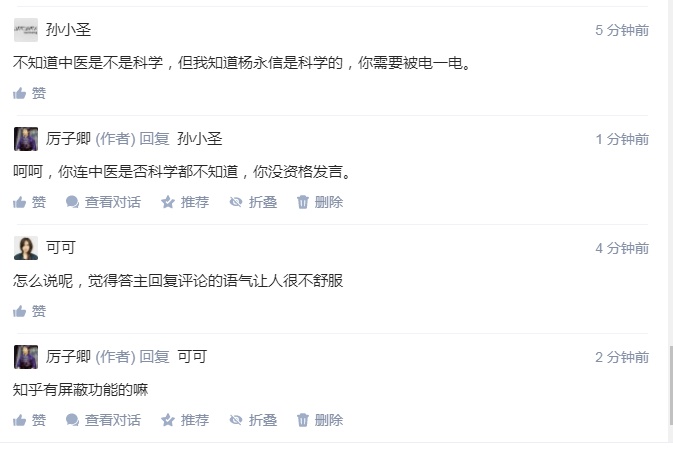 孙小圣 5 分钟前
不知道中医是不是科学，但我知道杨永信是科学的，你需要被电一电。
赞
厉子卿 (作者) 回复 孙小圣 1 分钟前
呵呵，你连中医是否科学都不知道，你没资格发言。
赞 查看对话 推荐 折叠 删除
可可 4 分钟前
怎么说呢，觉得答主回复评论的语气让人很不舒服
赞
厉子卿 (作者) 回复 可可 2 分钟前
知乎有屏蔽功能的嘛
赞 查看对话 推荐 折叠 删除